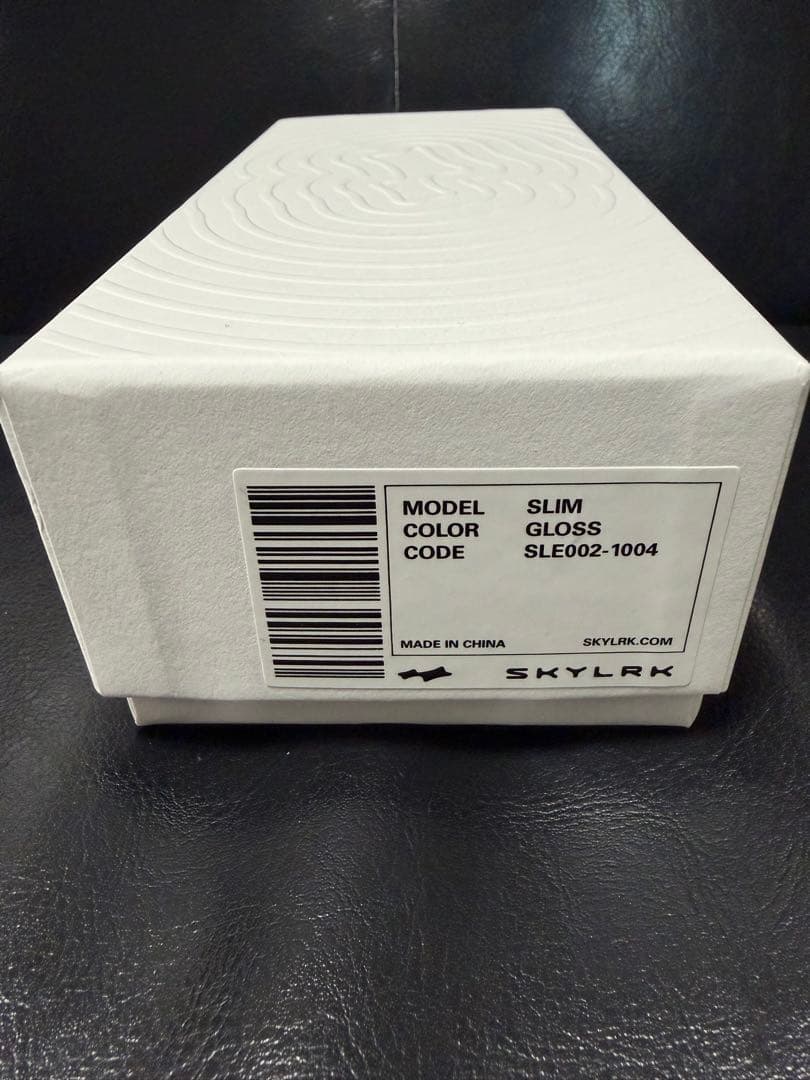 MODEL SLIM
COLOR GLOSS
CODE SLE002-1004
MADE IN CHINA SKYLRK.COM
SKYLRK